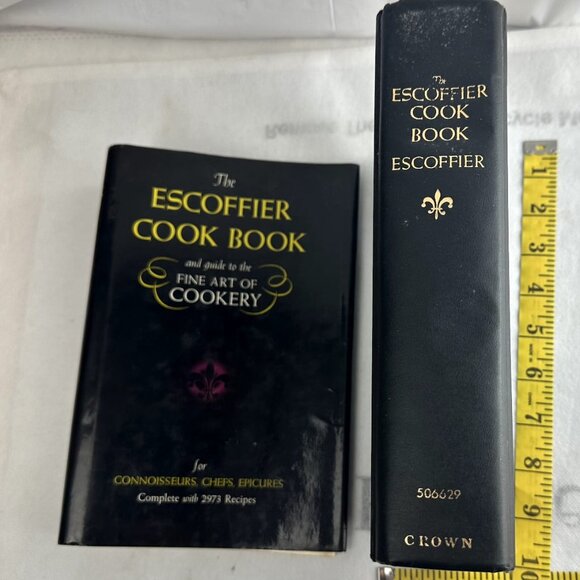 The
ESCOFFIER
COOK BOOK
and guide to the
FINE ART OF
COOKERY
for
CONNOISSEURS, CHEFS, EPICURES
Complete with 2973 Recipes
The
ESCOFFIER
COOK
BOOK
ESCOFFIER
506629
CROWN
1
2
3
4
5
6
7
8
9
10